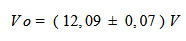 Vo = ( 12,09 ± 0,07 ) V